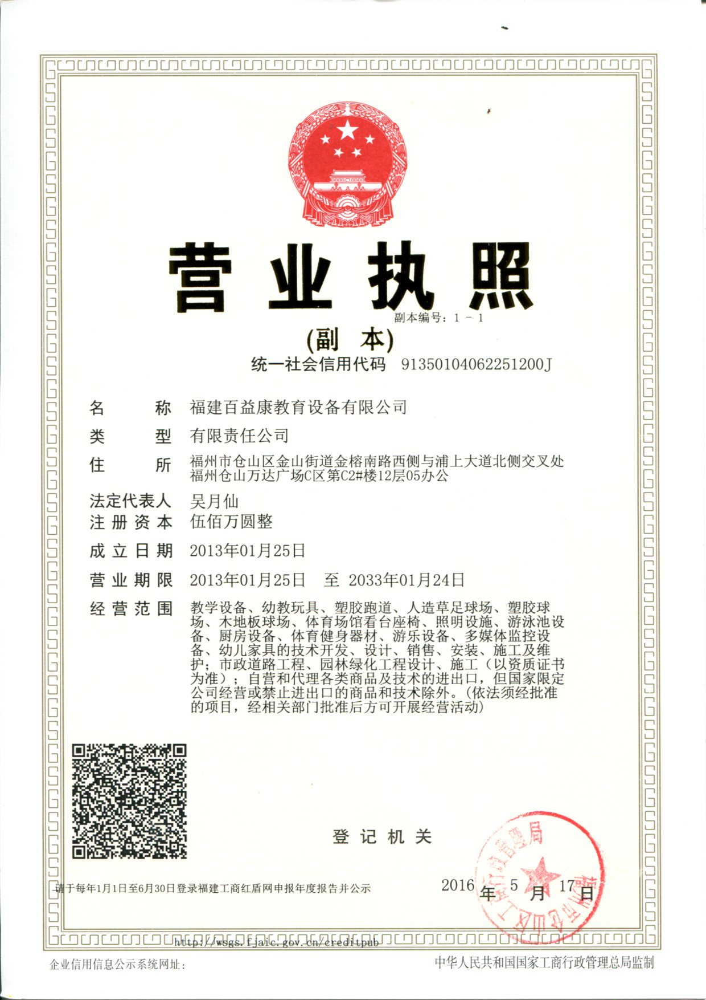 营业执照
副本编号：1 - 1
(副 本)
统一社会信用代码 91350104062251200J
名 称 福建百益康教育设备有限公司
类 型 有限责任公司
住 所 福州市仓山区金山街道金榕南路西侧与浦上大道北侧交叉处
福州仓山万达广场C区第C2#楼12层05办公
法定代表人 吴月仙
注册资本 伍佰万圆整
成立日期 2013年01月25日
营业期限 2013年01月25日 至 2033年01月24日
经营范围 教学设备、幼教玩具、塑胶跑道、人造草足球场、塑胶球
场、木地板球场、体育场馆看台座椅、照明设施、游泳池设
备、厨房设备、体育健身器材、游乐设备、多媒体监控设
备、幼儿家具的技术开发、设计、销售、安装、施工及维
护；市政道路工程、园林绿化工程设计、施工（以资质证书
为准）；自营和代理各类商品及技术的进出口，但国家限定
公司经营或禁止进出口的商品和技术除外。(依法须经批准
的项目，经相关部门批准后方可开展经营活动)
登记机关
福州市仓山区工商行政管理局
请于每年1月1日至6月30日登录福建工商红盾网申报年度报告并公示
2016 年 5 月 17 日
http://wsgs.fjaic.gov.cn/creditpub
企业信用信息公示系统网址：
中华人民共和国国家工商行政管理总局监制